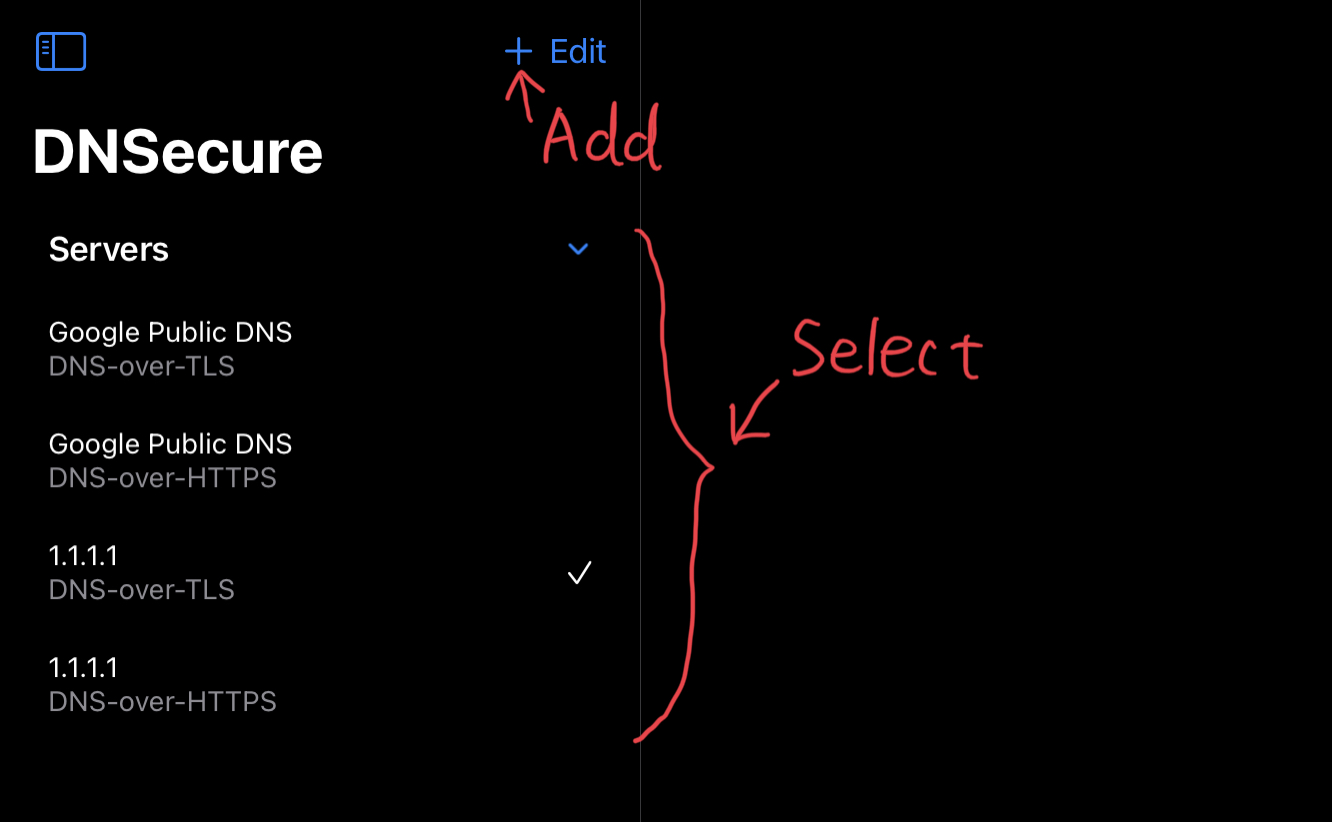 + Edit
Add
DNSecure
Servers
Google Public DNS
DNS-over-TLS
Select
Google Public DNS
DNS-over-HTTPS
1.1.1.1
DNS-over-TLS
1.1.1.1
DNS-over-HTTPS